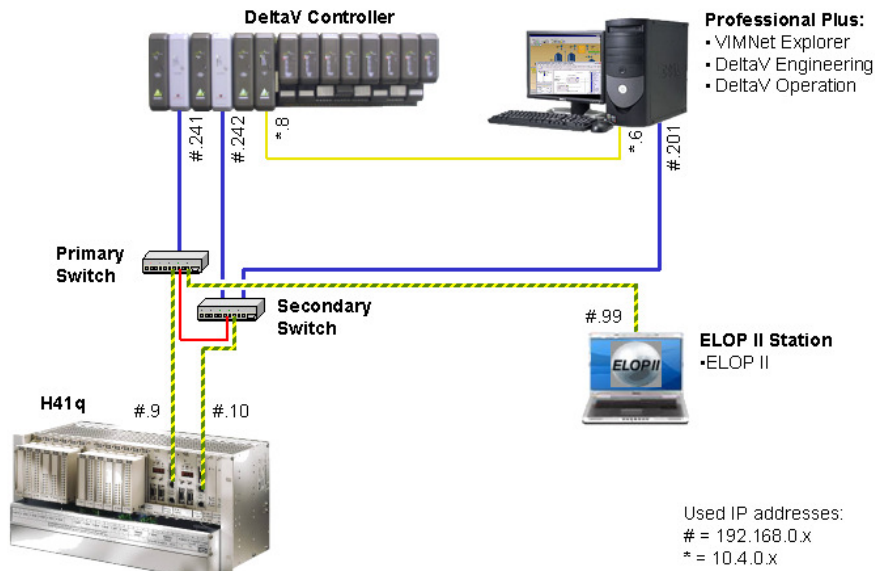 DeltaV Controller
Professional Plus:
▪ VIMNet Explorer
▪ DeltaV Engineering
▪ DeltaV Operation
#.241
#.242
*.8
*.6
#.201
Primary
Switch
Secondary
Switch
#.99
ELOP II Station
▪ELOP II
ELOP II
H41q
#.9
#.10
Used IP addresses:
# = 192.168.0.x
* = 10.4.0.x